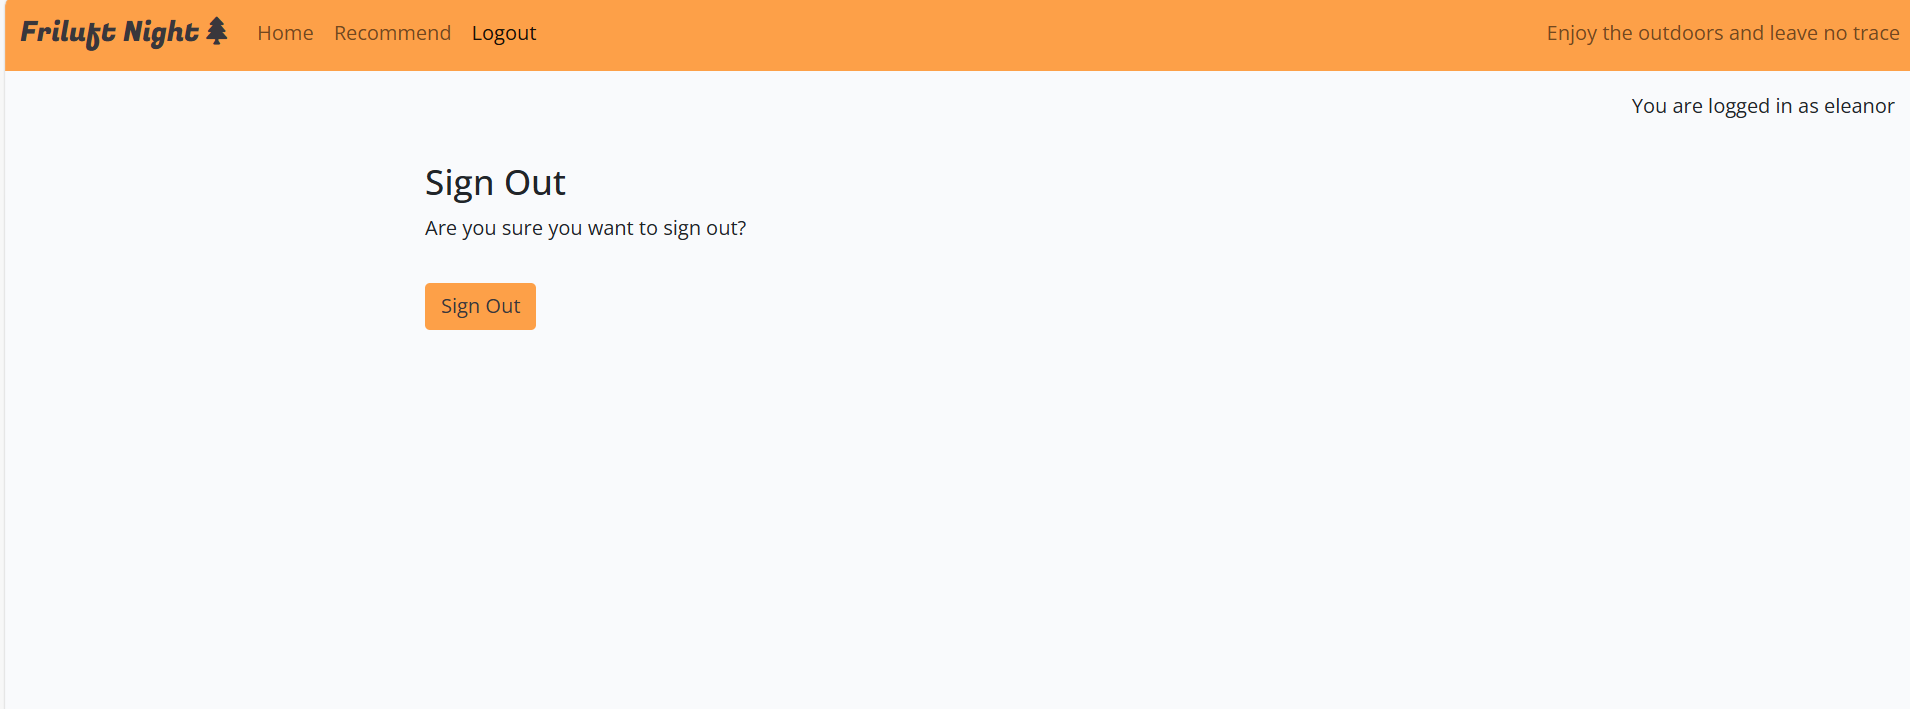 Friluft Night Home Recommend Logout Enjoy the outdoors and leave no trace
You are logged in as eleanor
Sign Out
Are you sure you want to sign out?
Sign Out